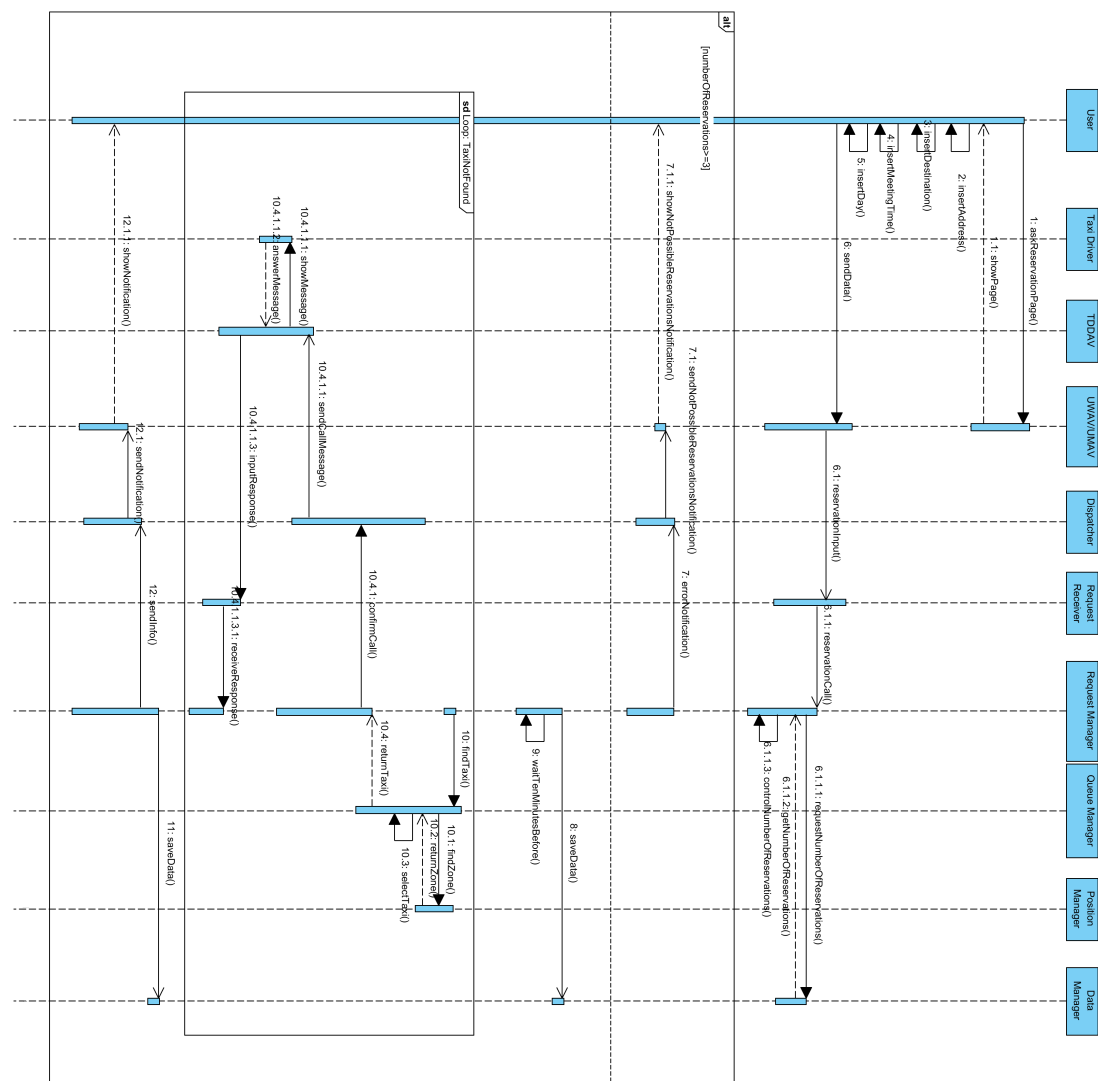 User
Taxi Driver
TDDAV
UWAV/UMAV
Dispatcher
Request
Receiver
Request Manager
Queue Manager
Position
Manager
Data
Manager
1: askReservationPage()
1.1: showPage()
2: insertAddress()
3: insertDestination()
4: insertMeetingTime()
5: insertDay()
6: sendData()
6.1: reservationInput()
6.1.1: reservationCall()
6.1.1.1: requestNumberOfReservations()
6.1.1.2: getNumberOfReservations()
6.1.1.3: controlNumberOfReservations()
alt
[numberOfReservations>=3]
7: errorNotification()
7.1: sendNotPossibleReservationsNotification()
7.1.1: showNotPossibleReservationsNotification()
8: saveData()
9: waitTenMinutesBefore()
sd Loop: TaxiNotFound
10: findTaxi()
10.1: findZone()
10.2: returnZone()
10.3: selectTaxi()
10.4: returnTaxi()
10.4.1: confirmCall()
10.4.1.1: sendCallMessage()
10.4.1.1.1: showMessage()
10.4.1.1.2: answerMessage()
10.4.1.1.3: inputResponse()
10.4.1.1.3.1: receiveResponse()
11: saveData()
12: sendInfo()
12.1: sendNotification()
12.1.1: showNotification()